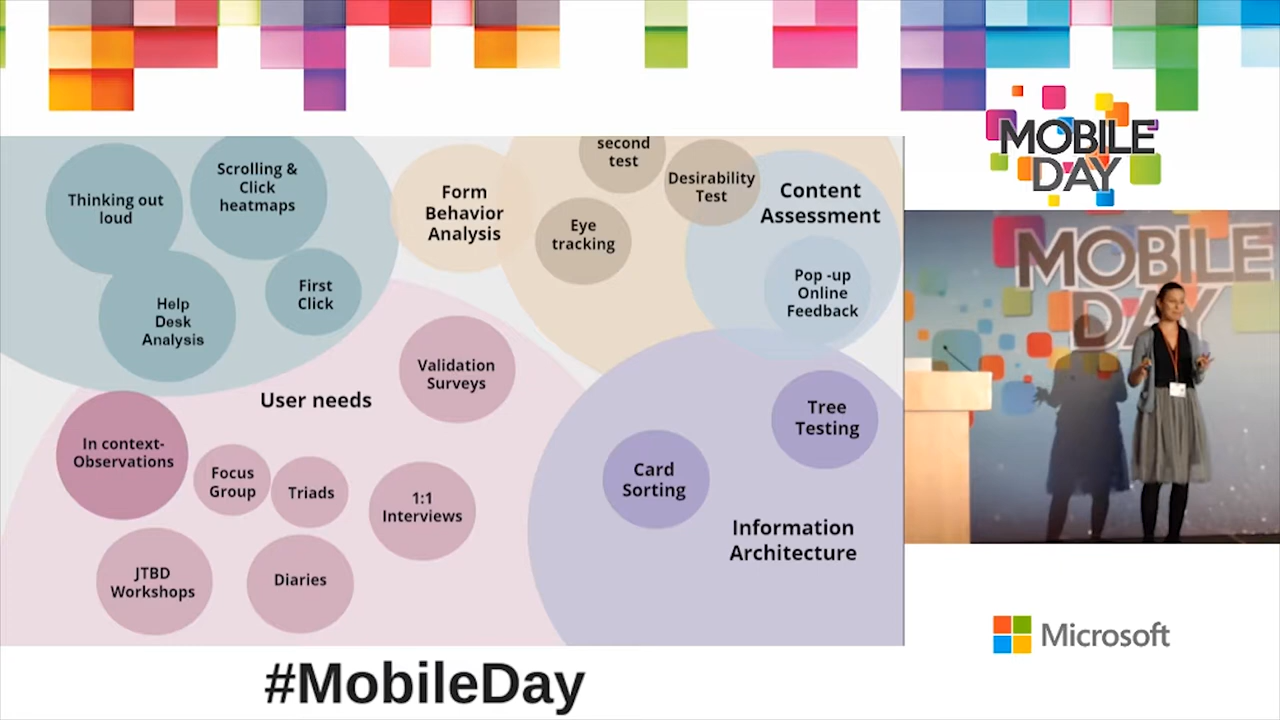 MOBILE
DAY
Thinking out
loud
Scrolling &
Click
heatmaps
Help
Desk
Analysis
First
Click
Form
Behavior
Analysis
second
test
Desirability
Test
Eye
tracking
Content
Assessment
Pop -up
Online
Feedback
User needs
Validation
Surveys
In context-
Observations
Focus
Group
Triads
1:1
Interviews
JTBD
Workshops
Diaries
Tree
Testing
Card
Sorting
Information
Architecture
MOBILE
DAY
Microsoft
#MobileDay